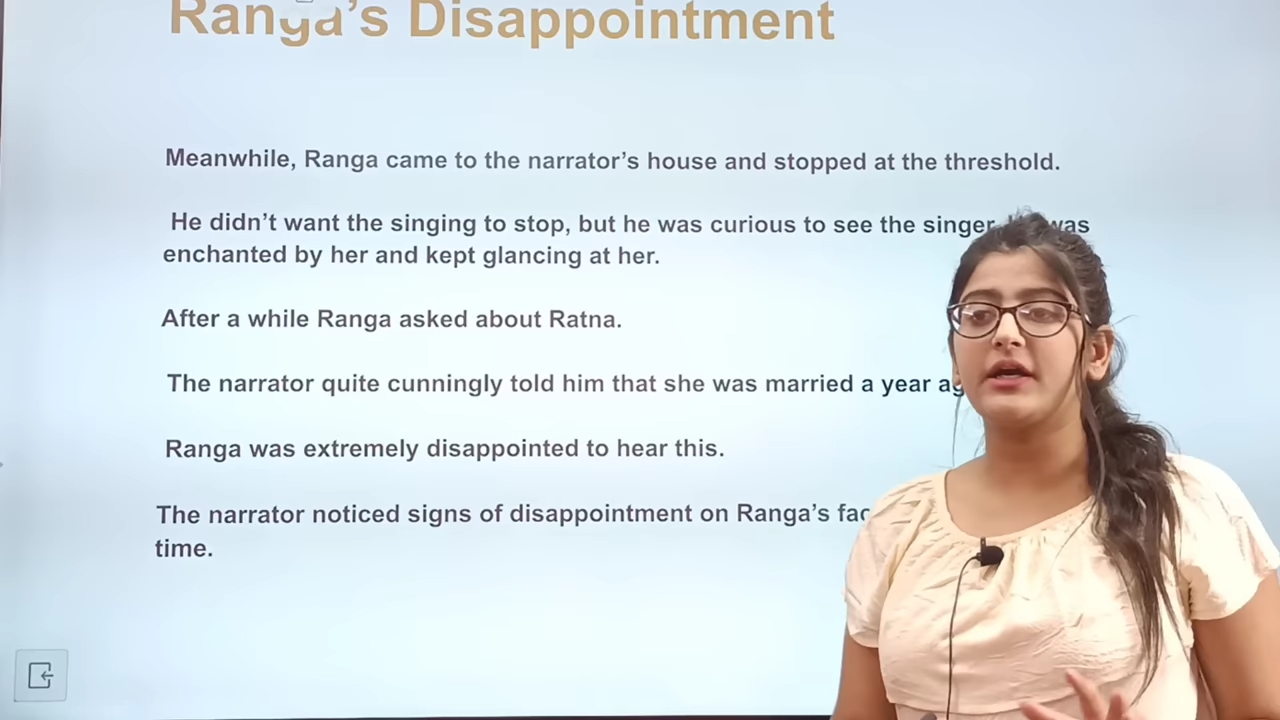 Ranga’s Disappointment
Meanwhile, Ranga came to the narrator’s house and stopped at the threshold.
He didn’t want the singing to stop, but he was curious to see the singer. was
enchanted by her and kept glancing at her.
After a while Ranga asked about Ratna.
The narrator quite cunningly told him that she was married a year
Ranga was extremely disappointed to hear this.
The narrator noticed signs of disappointment on Ranga’s
time.